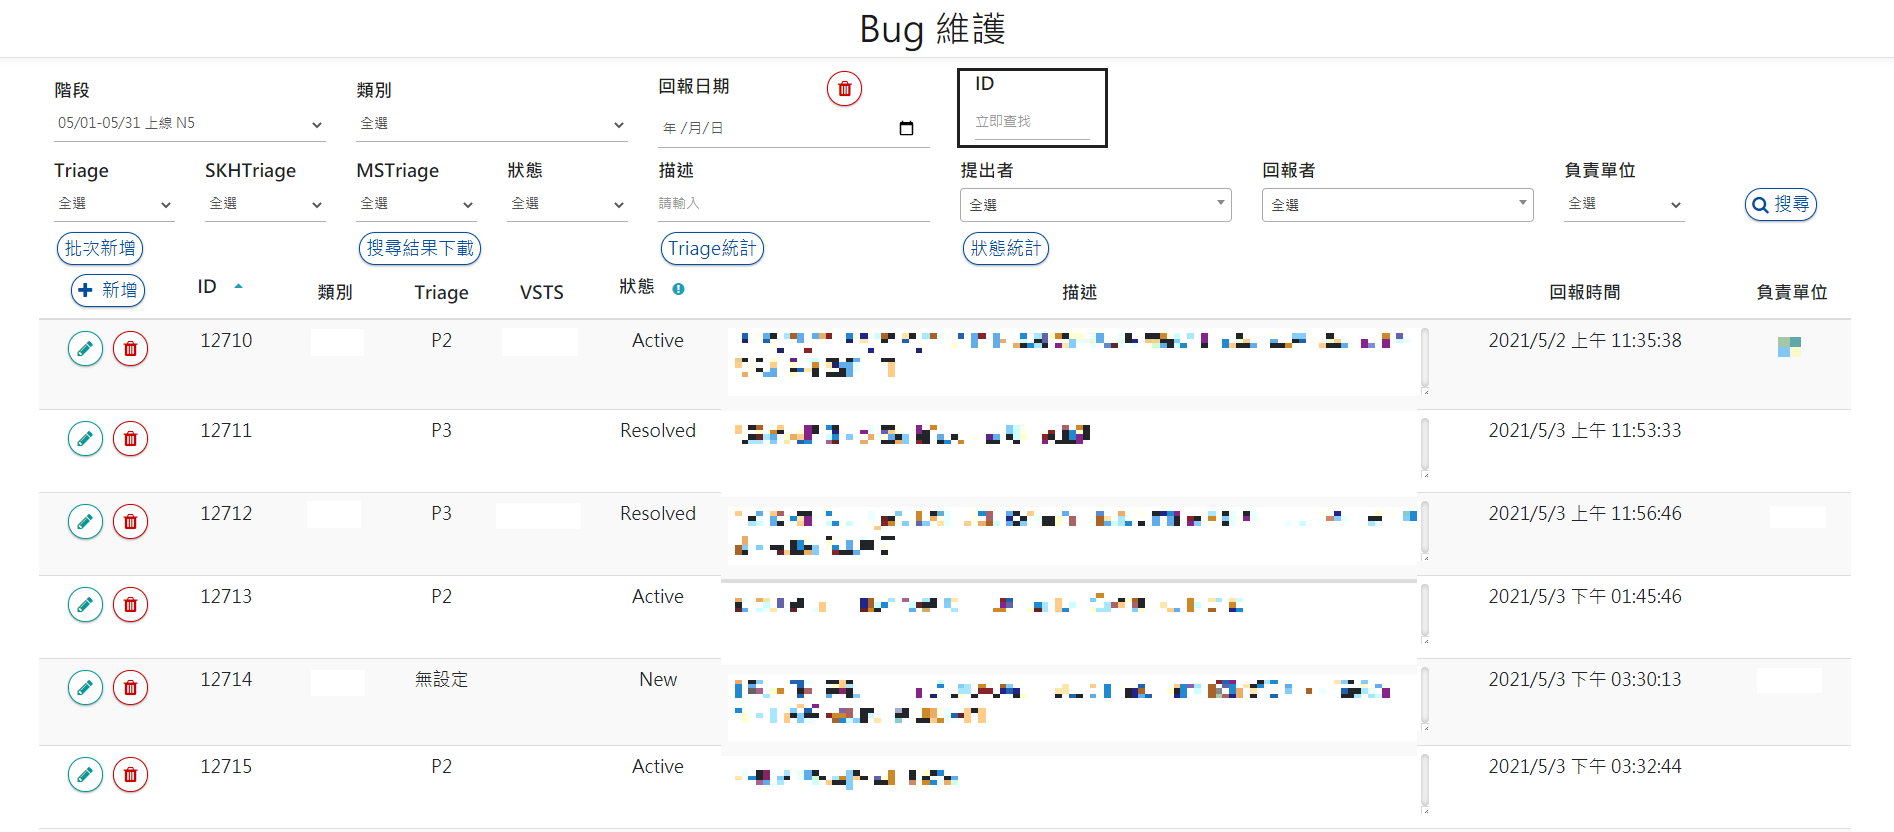 Bug 維護
階段
類別
回報日期
ID
05/01-05/31 上線 N5
全選
年 /月/日
立即查找
Triage
SKHTriage
MSTriage
狀態
描述
提出者
回報者
負責單位
全選
全選
全選
全選
請輸入
全選
全選
全選
搜尋
批次新增
搜尋結果下載
Triage統計
狀態統計
新增
ID
類別
Triage
VSTS
狀態
描述
回報時間
負責單位
12710 P2 Active 2021/5/2 上午 11:35:38
12711 P3 Resolved 2021/5/3 上午 11:53:33
12712 P3 Resolved 2021/5/3 上午 11:56:46
12713 P2 Active 2021/5/3 下午 01:45:46
12714 無設定 New 2021/5/3 下午 03:30:13
12715 P2 Active 2021/5/3 下午 03:32:44